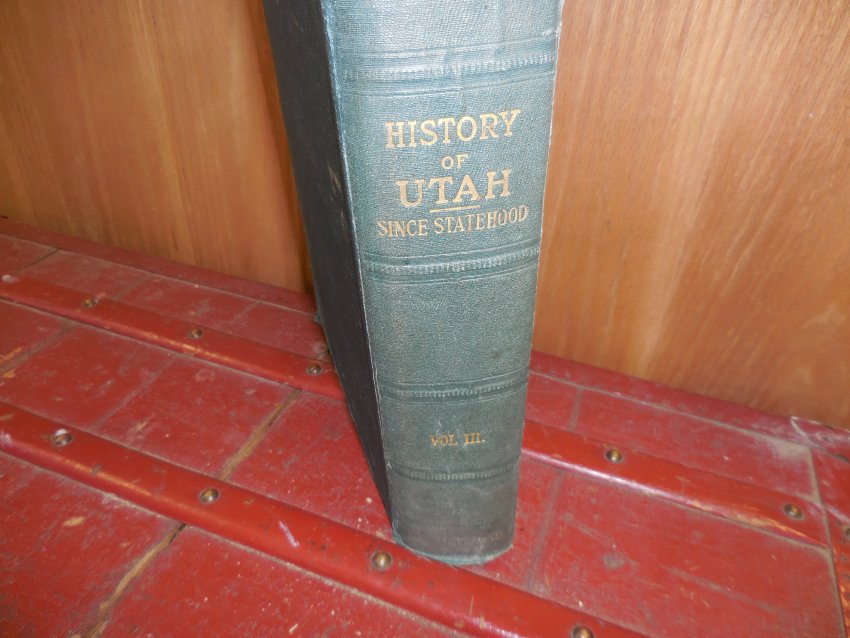 HISTORY
OF
UTAH
SINCE STATEHOOD
VOL III.